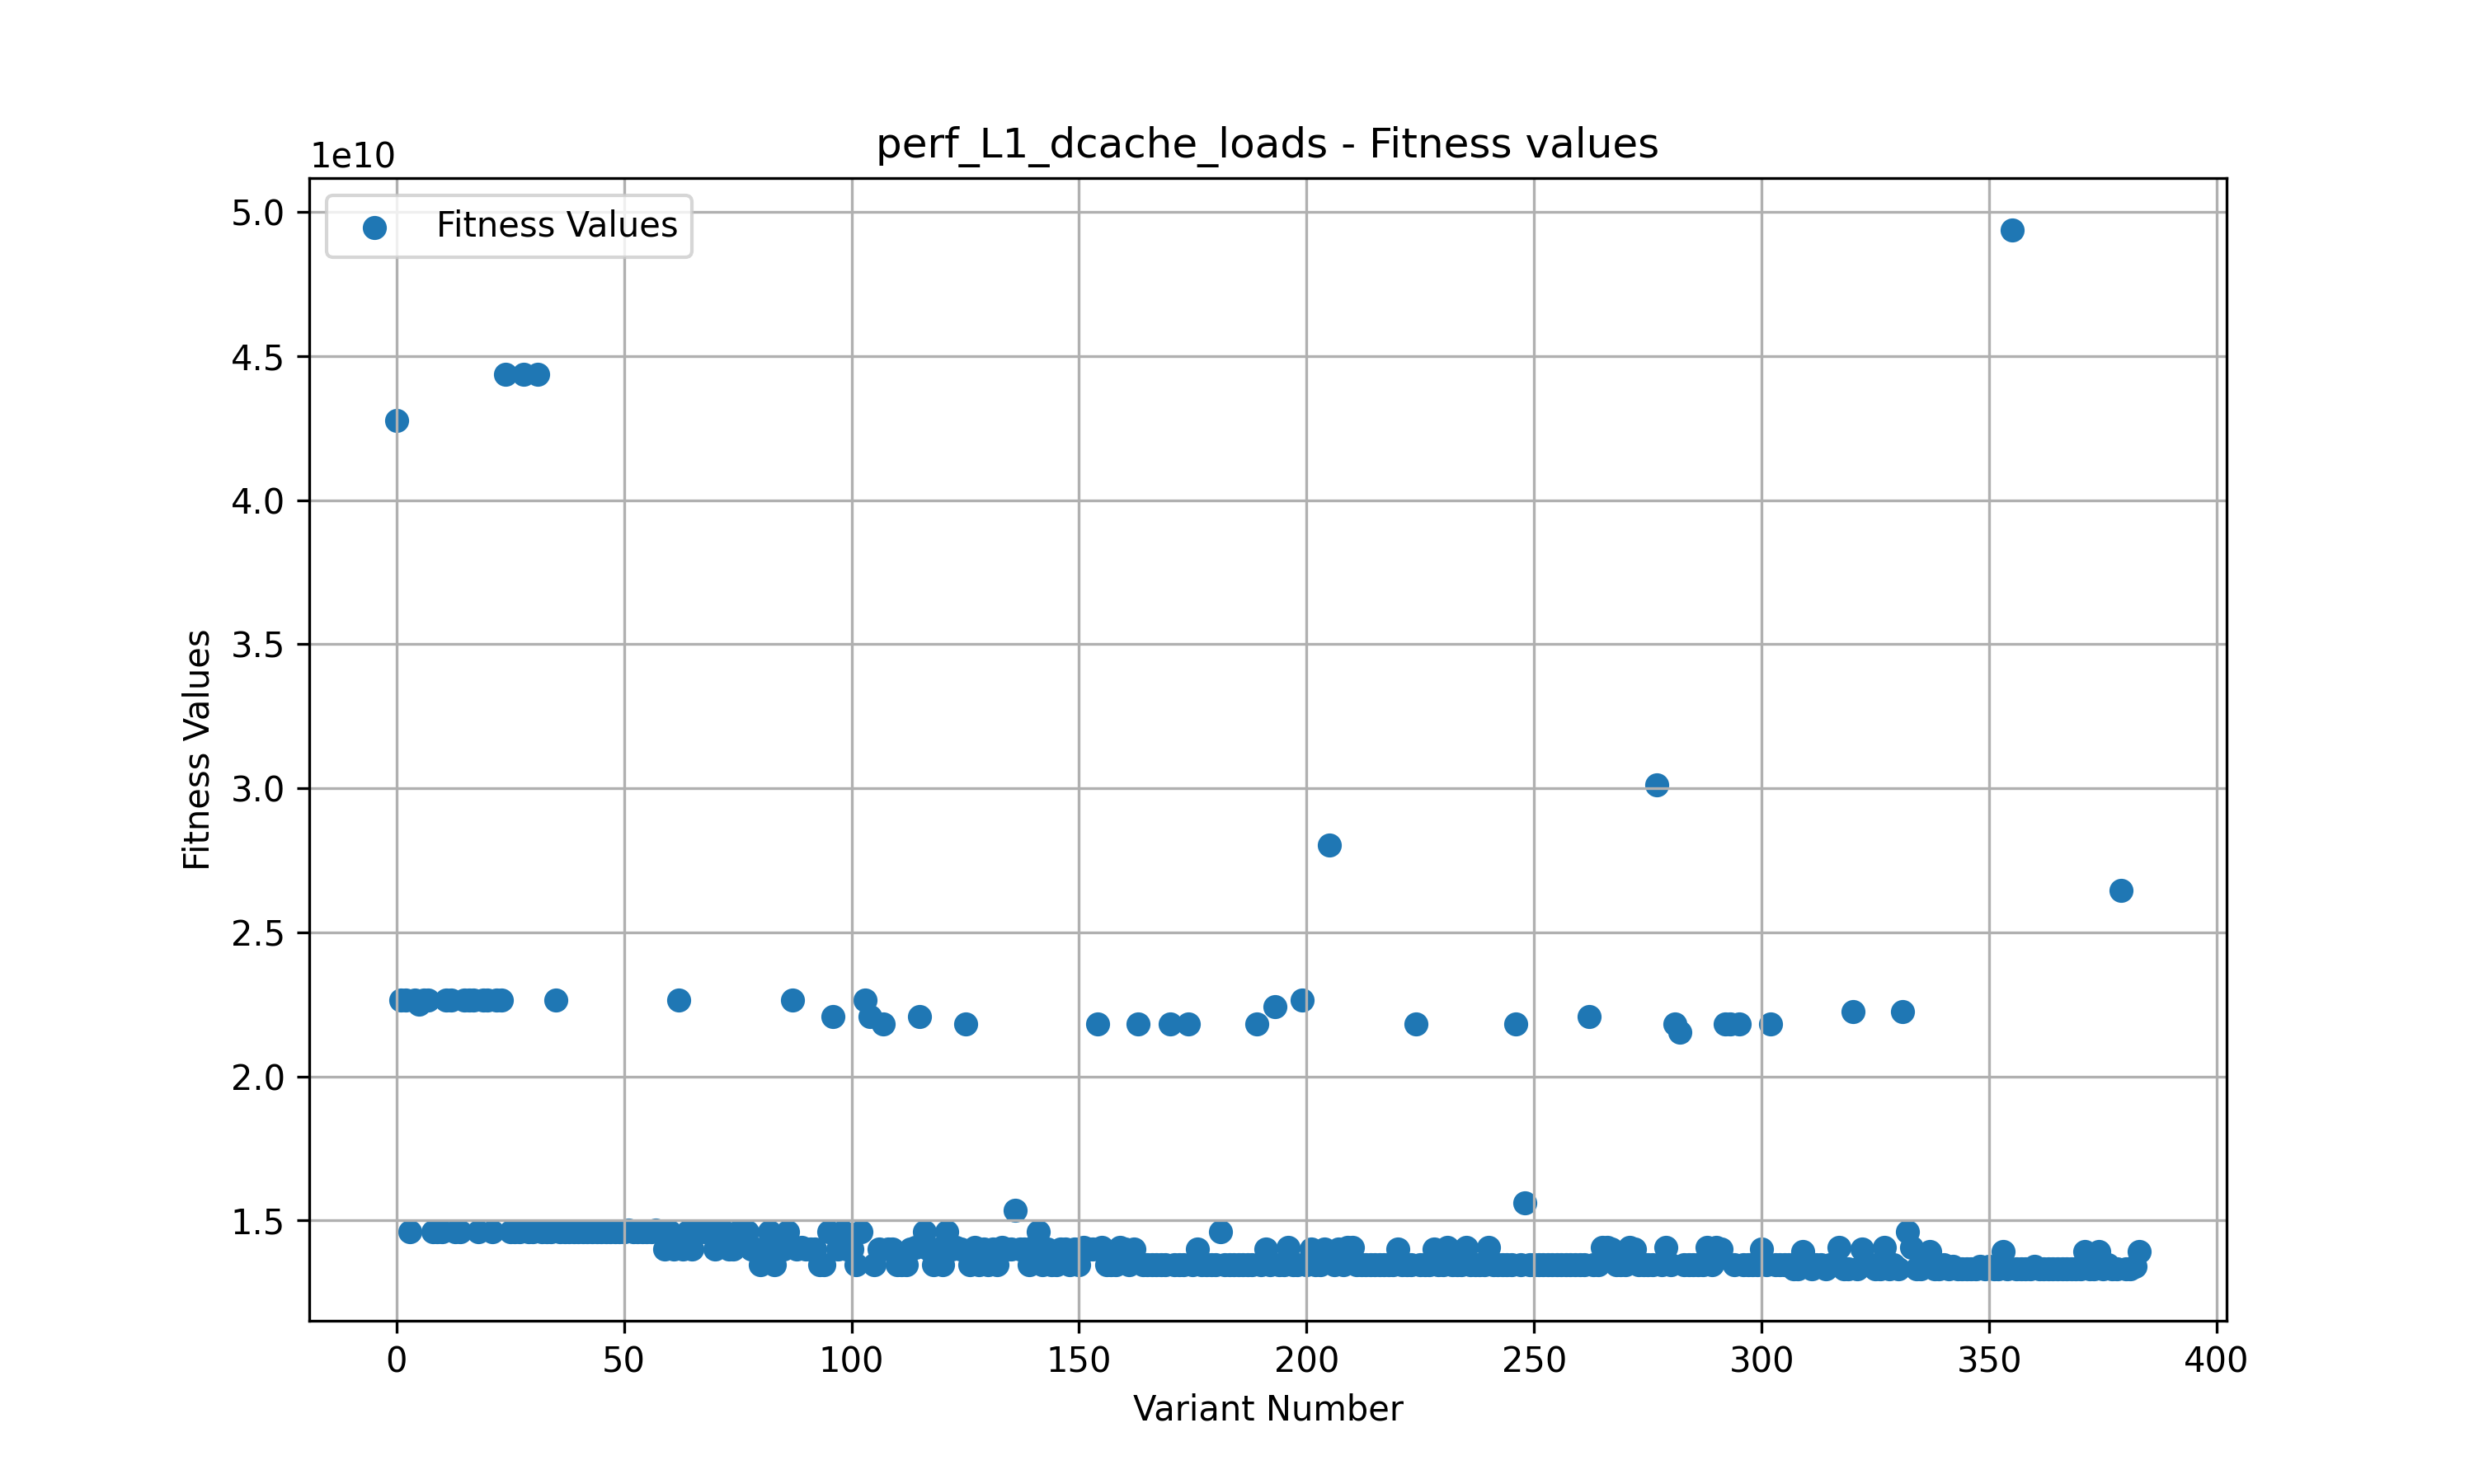 perf_L1_dcache_loads - Fitness values
1e10
Fitness Values
5.0
4.5
4.0
3.5
3.0
2.5
2.0
1.5
Fitness Values
0 50 100 150 200 250 300 350 400
Variant Number